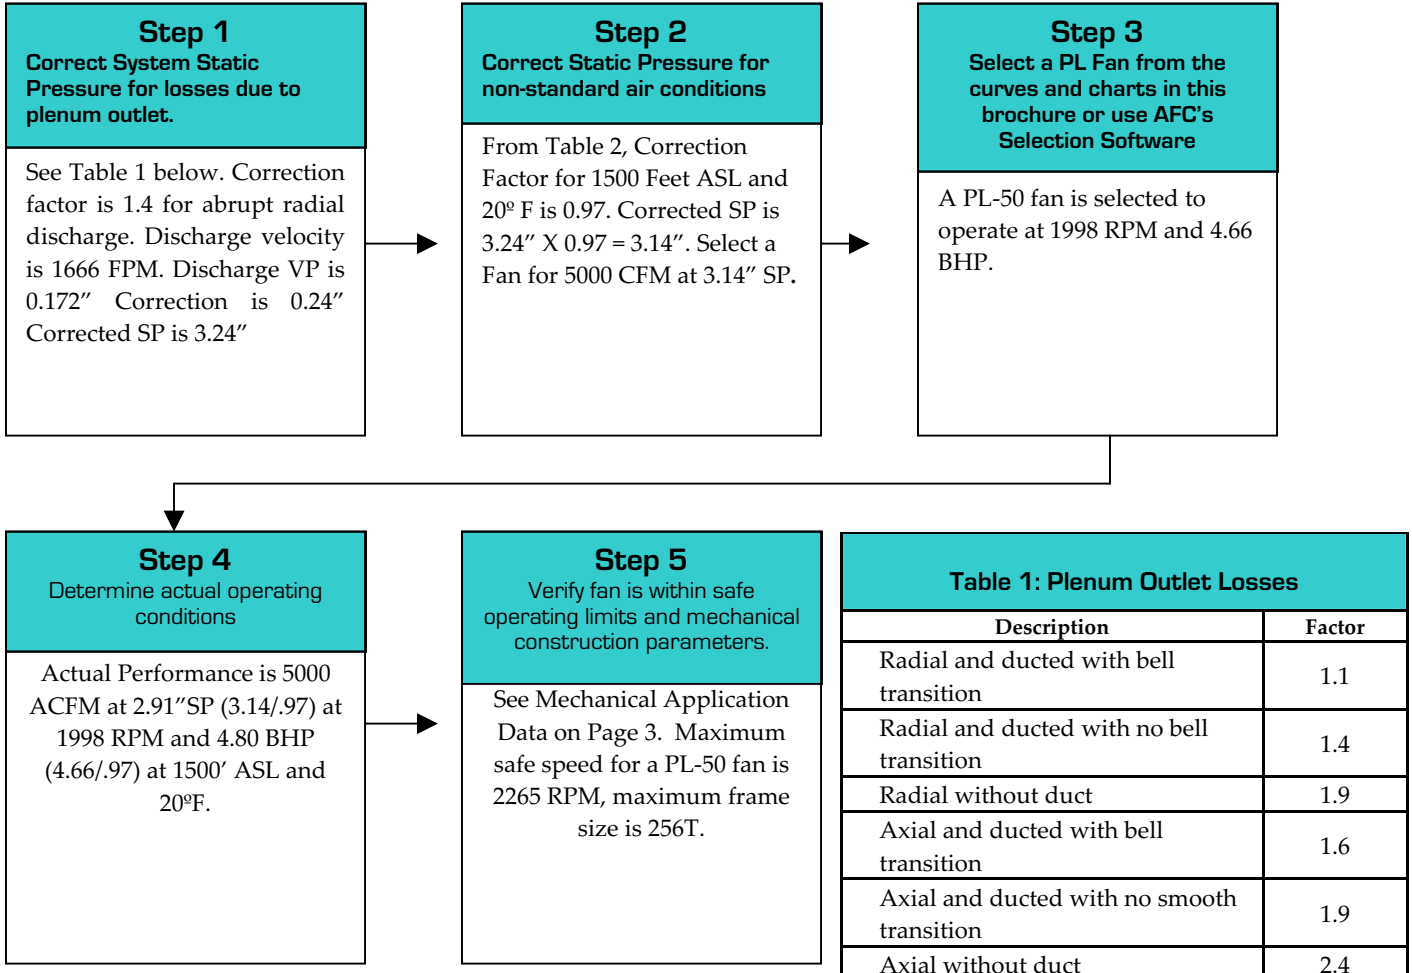 Step 1
Correct System Static
Pressure for losses due to
plenum outlet.
See Table 1 below. Correction
factor is 1.4 for abrupt radial
discharge. Discharge velocity
is 1666 FPM. Discharge VP is
0.172” Correction is 0.24”
Corrected SP is 3.24”
Step 2
Correct Static Pressure for
non-standard air conditions
From Table 2, Correction
Factor for 1500 Feet ASL and
20º F is 0.97. Corrected SP is
3.24” X 0.97 = 3.14”. Select a
Fan for 5000 CFM at 3.14” SP.
Step 3
Select a PL Fan from the
curves and charts in this
brochure or use AFC's
Selection Software
A PL-50 fan is selected to
operate at 1998 RPM and 4.66
BHP.
Step 4
Determine actual operating
conditions
Actual Performance is 5000
ACFM at 2.91”SP (3.14/.97) at
1998 RPM and 4.80 BHP
(4.66/.97) at 1500’ ASL and
20ºF.
Step 5
Verify fan is within safe
operating limits and mechanical
construction parameters.
See Mechanical Application
Data on Page 3. Maximum
safe speed for a PL-50 fan is
2265 RPM, maximum frame
size is 256T.
Table 1: Plenum Outlet Losses
Description Factor
Radial and ducted with bell
transition 1.1
Radial and ducted with no bell
transition 1.4
Radial without duct 1.9
Axial and ducted with bell
transition 1.6
Axial and ducted with no smooth
transition 1.9
Axial without duct 2.4